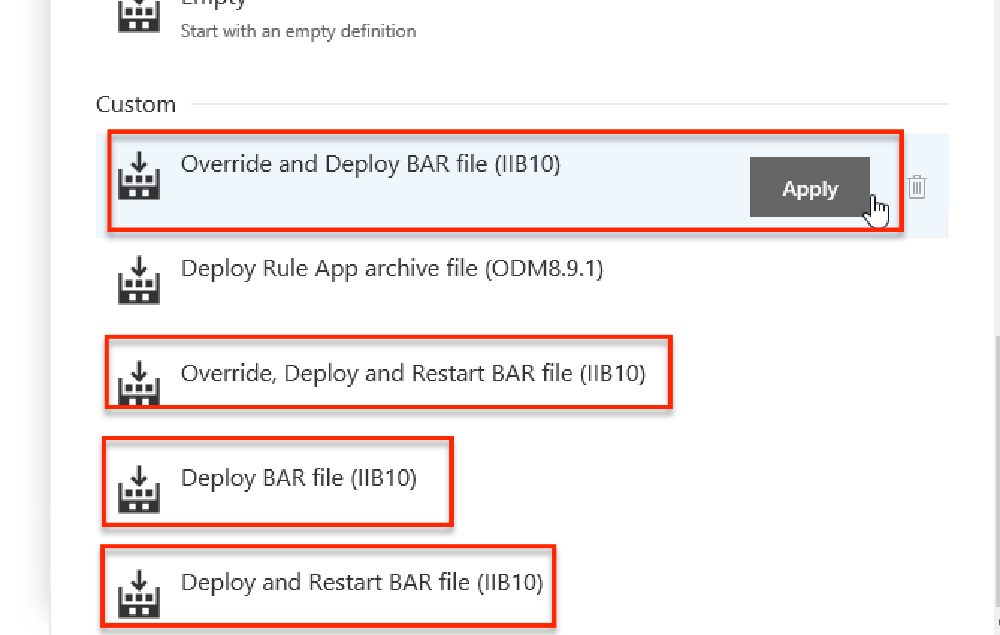 Empty
Start with an empty definition
Custom
Override and Deploy BAR file (IIB10)
Apply
Deploy Rule App archive file (ODM8.9.1)
Override, Deploy and Restart BAR file (IIB10)
Deploy BAR file (IIB10)
Deploy and Restart BAR file (IIB10)